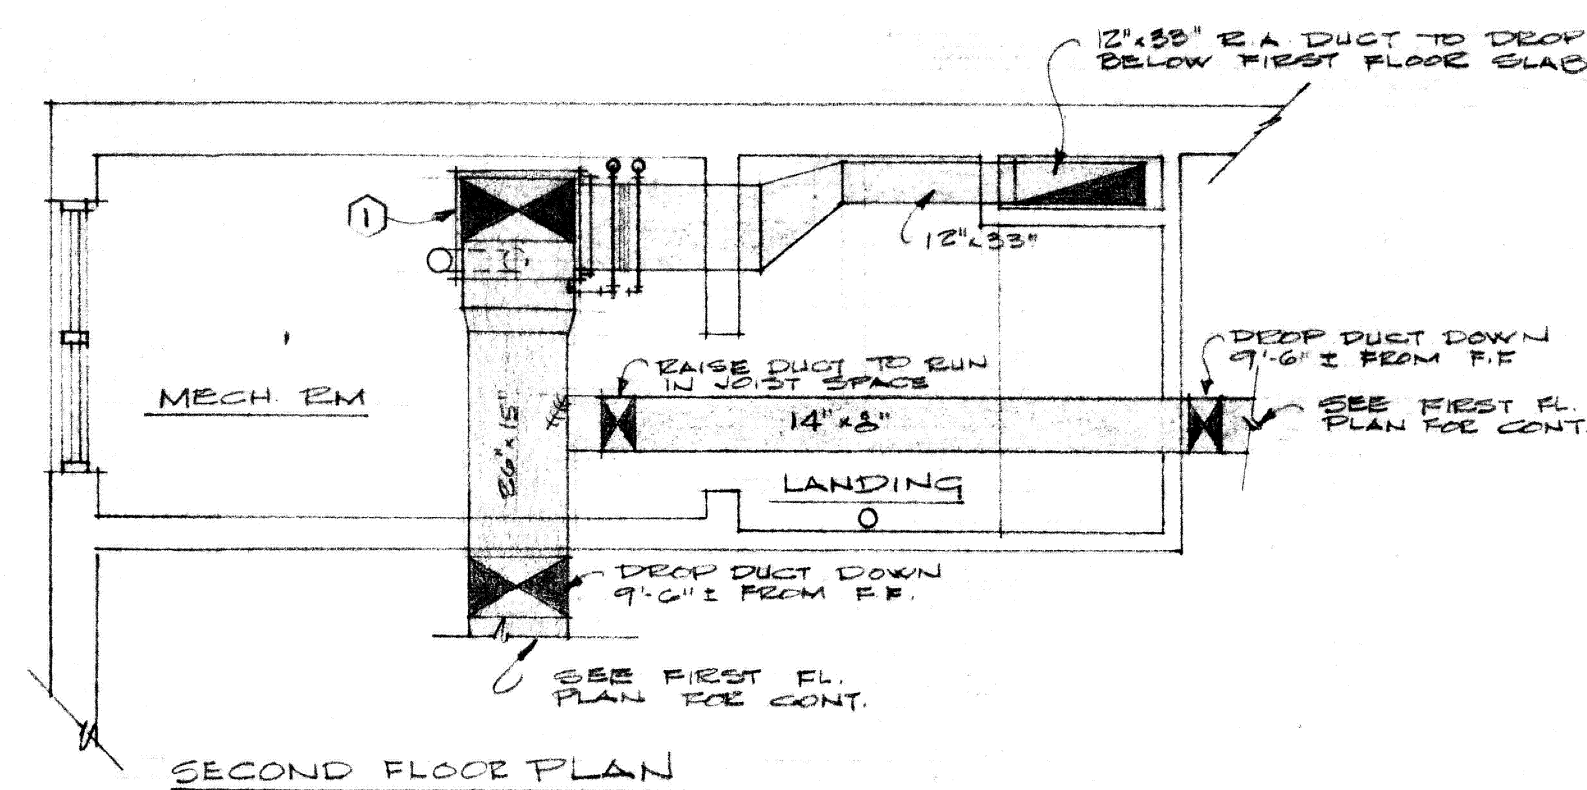 12"x33" R.A. DUCT TO DROP
BELOW FIRST FLOOR SLAB
1
12"x33"
DROP DUCT DOWN
9'-6" ± FROM F.F
RAISE DUCT TO RUN
IN JOIST SPACE
MECH. RM
26"x15"
14"x8"
SEE FIRST FL.
PLAN FOR CONT.
LANDING
DROP DUCT DOWN
9'-6" ± FROM F.F.
SEE FIRST FL.
PLAN FOR CONT.
SECOND FLOOR PLAN